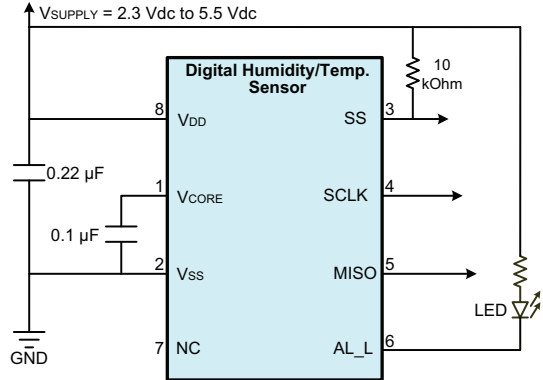 VSUPPLY = 2.3 Vdc to 5.5 Vdc
Digital Humidity/Temp.
Sensor
10
kOhm
8
VDD
SS
3
0.22 µF
1
VCORE
SCLK
4
0.1 µF
2
VSS
MISO
5
LED
GND
7
NC
AL_L
6